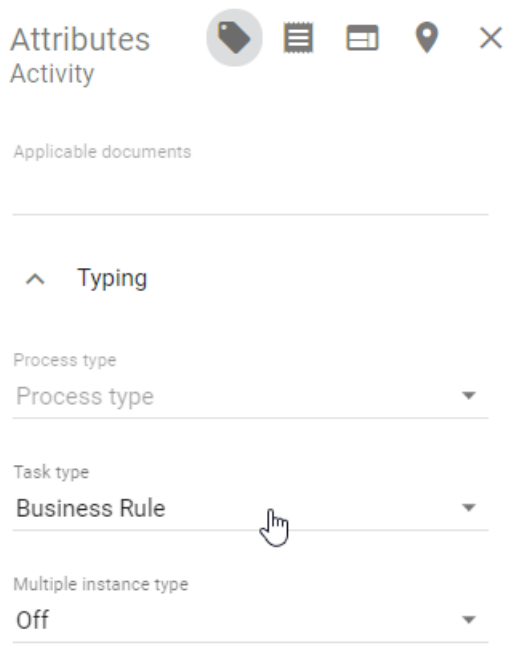 Attributes
Activity
Applicable documents
Typing
Process type
Process type
Task type
Business Rule
Multiple instance type
Off